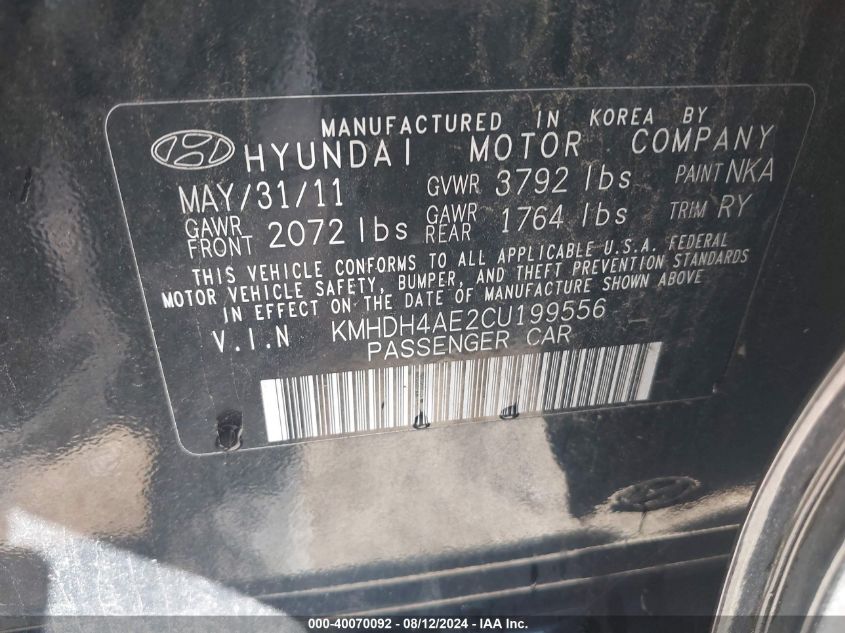 MANUFACTURED IN KOREA BY
HYUNDAI MOTOR COMPANY
MAY/31/11 GVWR 3792 lbs PAINT NKA
GAWR FRONT 2072 lbs GAWR REAR 1764 lbs TRIM RY
THIS VEHICLE CONFORMS TO ALL APPLICABLE U.S.A. FEDERAL
MOTOR VEHICLE SAFETY, BUMPER, AND THEFT PREVENTION STANDARDS
IN EFFECT ON THE DATE OF MANUFACTURE SHOWN ABOVE
V.I.N KMHDH4AE2CU199556
PASSENGER CAR
000-40070092 - 08/12/2024 - IAA Inc.